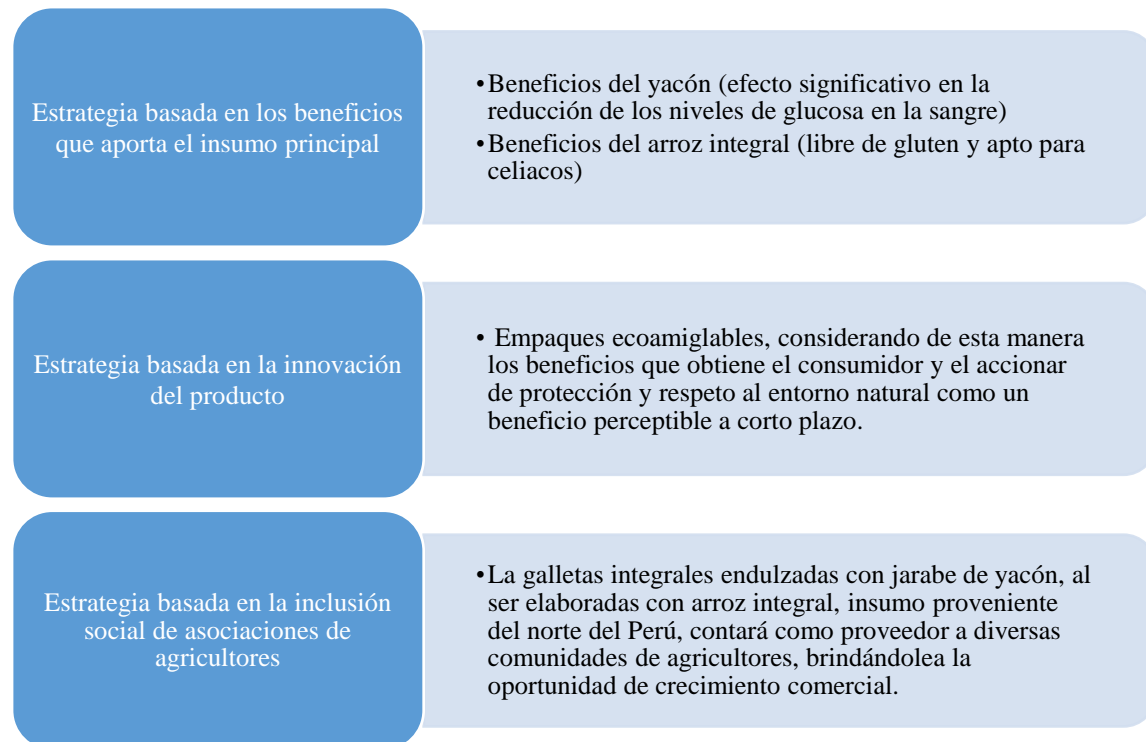 Estrategia basada en los beneficios
que aporta el insumo principal
•Beneficios del yacón (efecto significativo en la
reducción de los niveles de glucosa en la sangre)
•Beneficios del arroz integral (libre de gluten y apto para
celiacos)
Estrategia basada en la innovación
del producto
• Empaques ecoamiglables, considerando de esta manera
los beneficios que obtiene el consumidor y el accionar
de protección y respeto al entorno natural como un
beneficio perceptible a corto plazo.
Estrategia basada en la inclusión
social de asociaciones de
agricultores
•La galletas integrales endulzadas con jarabe de yacón, al
ser elaboradas con arroz integral, insumo proveniente
del norte del Perú, contará como proveedor a diversas
comunidades de agricultores, brindándolea la
oportunidad de crecimiento comercial.